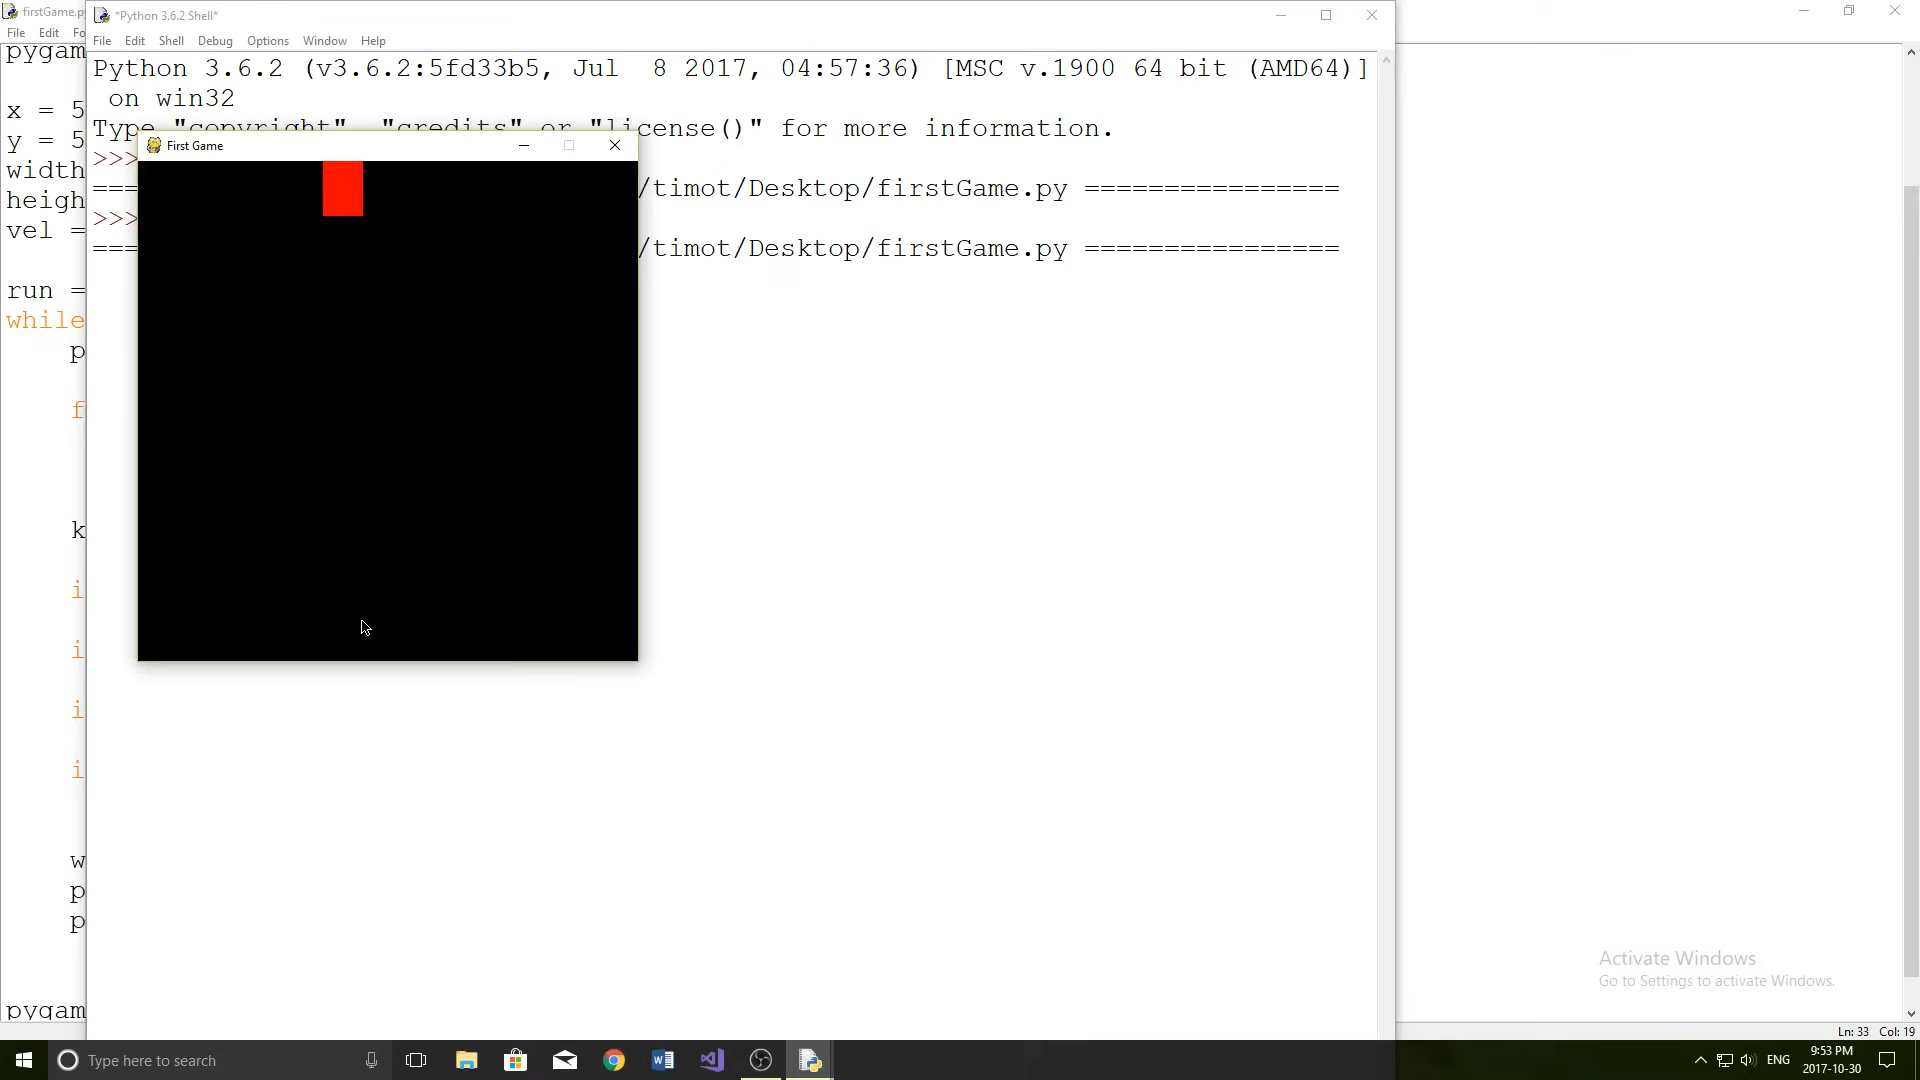 firstGame.py
File Edit Fo
pygam
x = 5
y = 5
width
heigh
vel =
run =
while
p
f
k
i
i
i
i
w
p
p
pygam
*Python 3.6.2 Shell*
File Edit Shell Debug Options Window Help
Python 3.6.2 (v3.6.2:5fd33b5, Jul  8 2017, 04:57:36) [MSC v.1900 64 bit (AMD64)]
on win32
Type "copyright", "credits" or "license()" for more information.
>>>
=== /timot/Desktop/firstGame.py ================
>>>
=== /timot/Desktop/firstGame.py ================
First Game
Activate Windows
Go to Settings to activate Windows.
Ln: 33 Col: 19
Type here to search
ENG
9:53 PM
2017-10-30